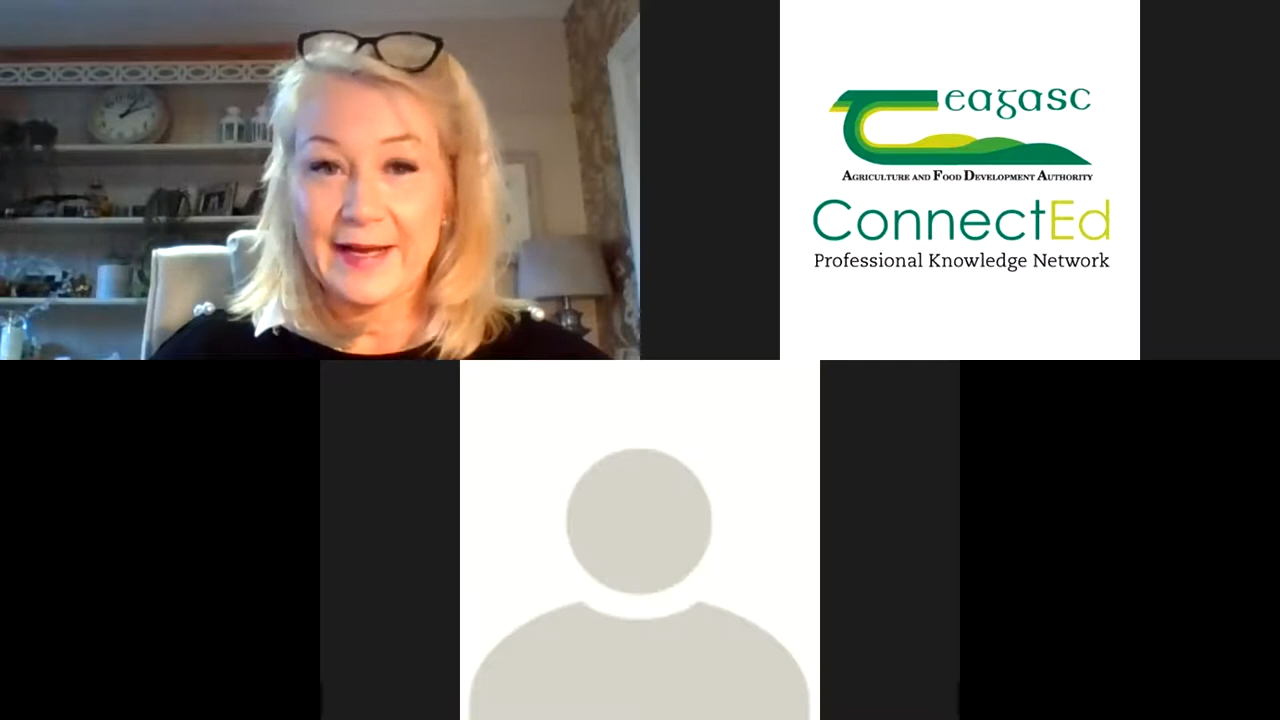 Teagasc
AGRICULTURE AND FOOD DEVELOPMENT AUTHORITY
ConnectEd
Professional Knowledge Network